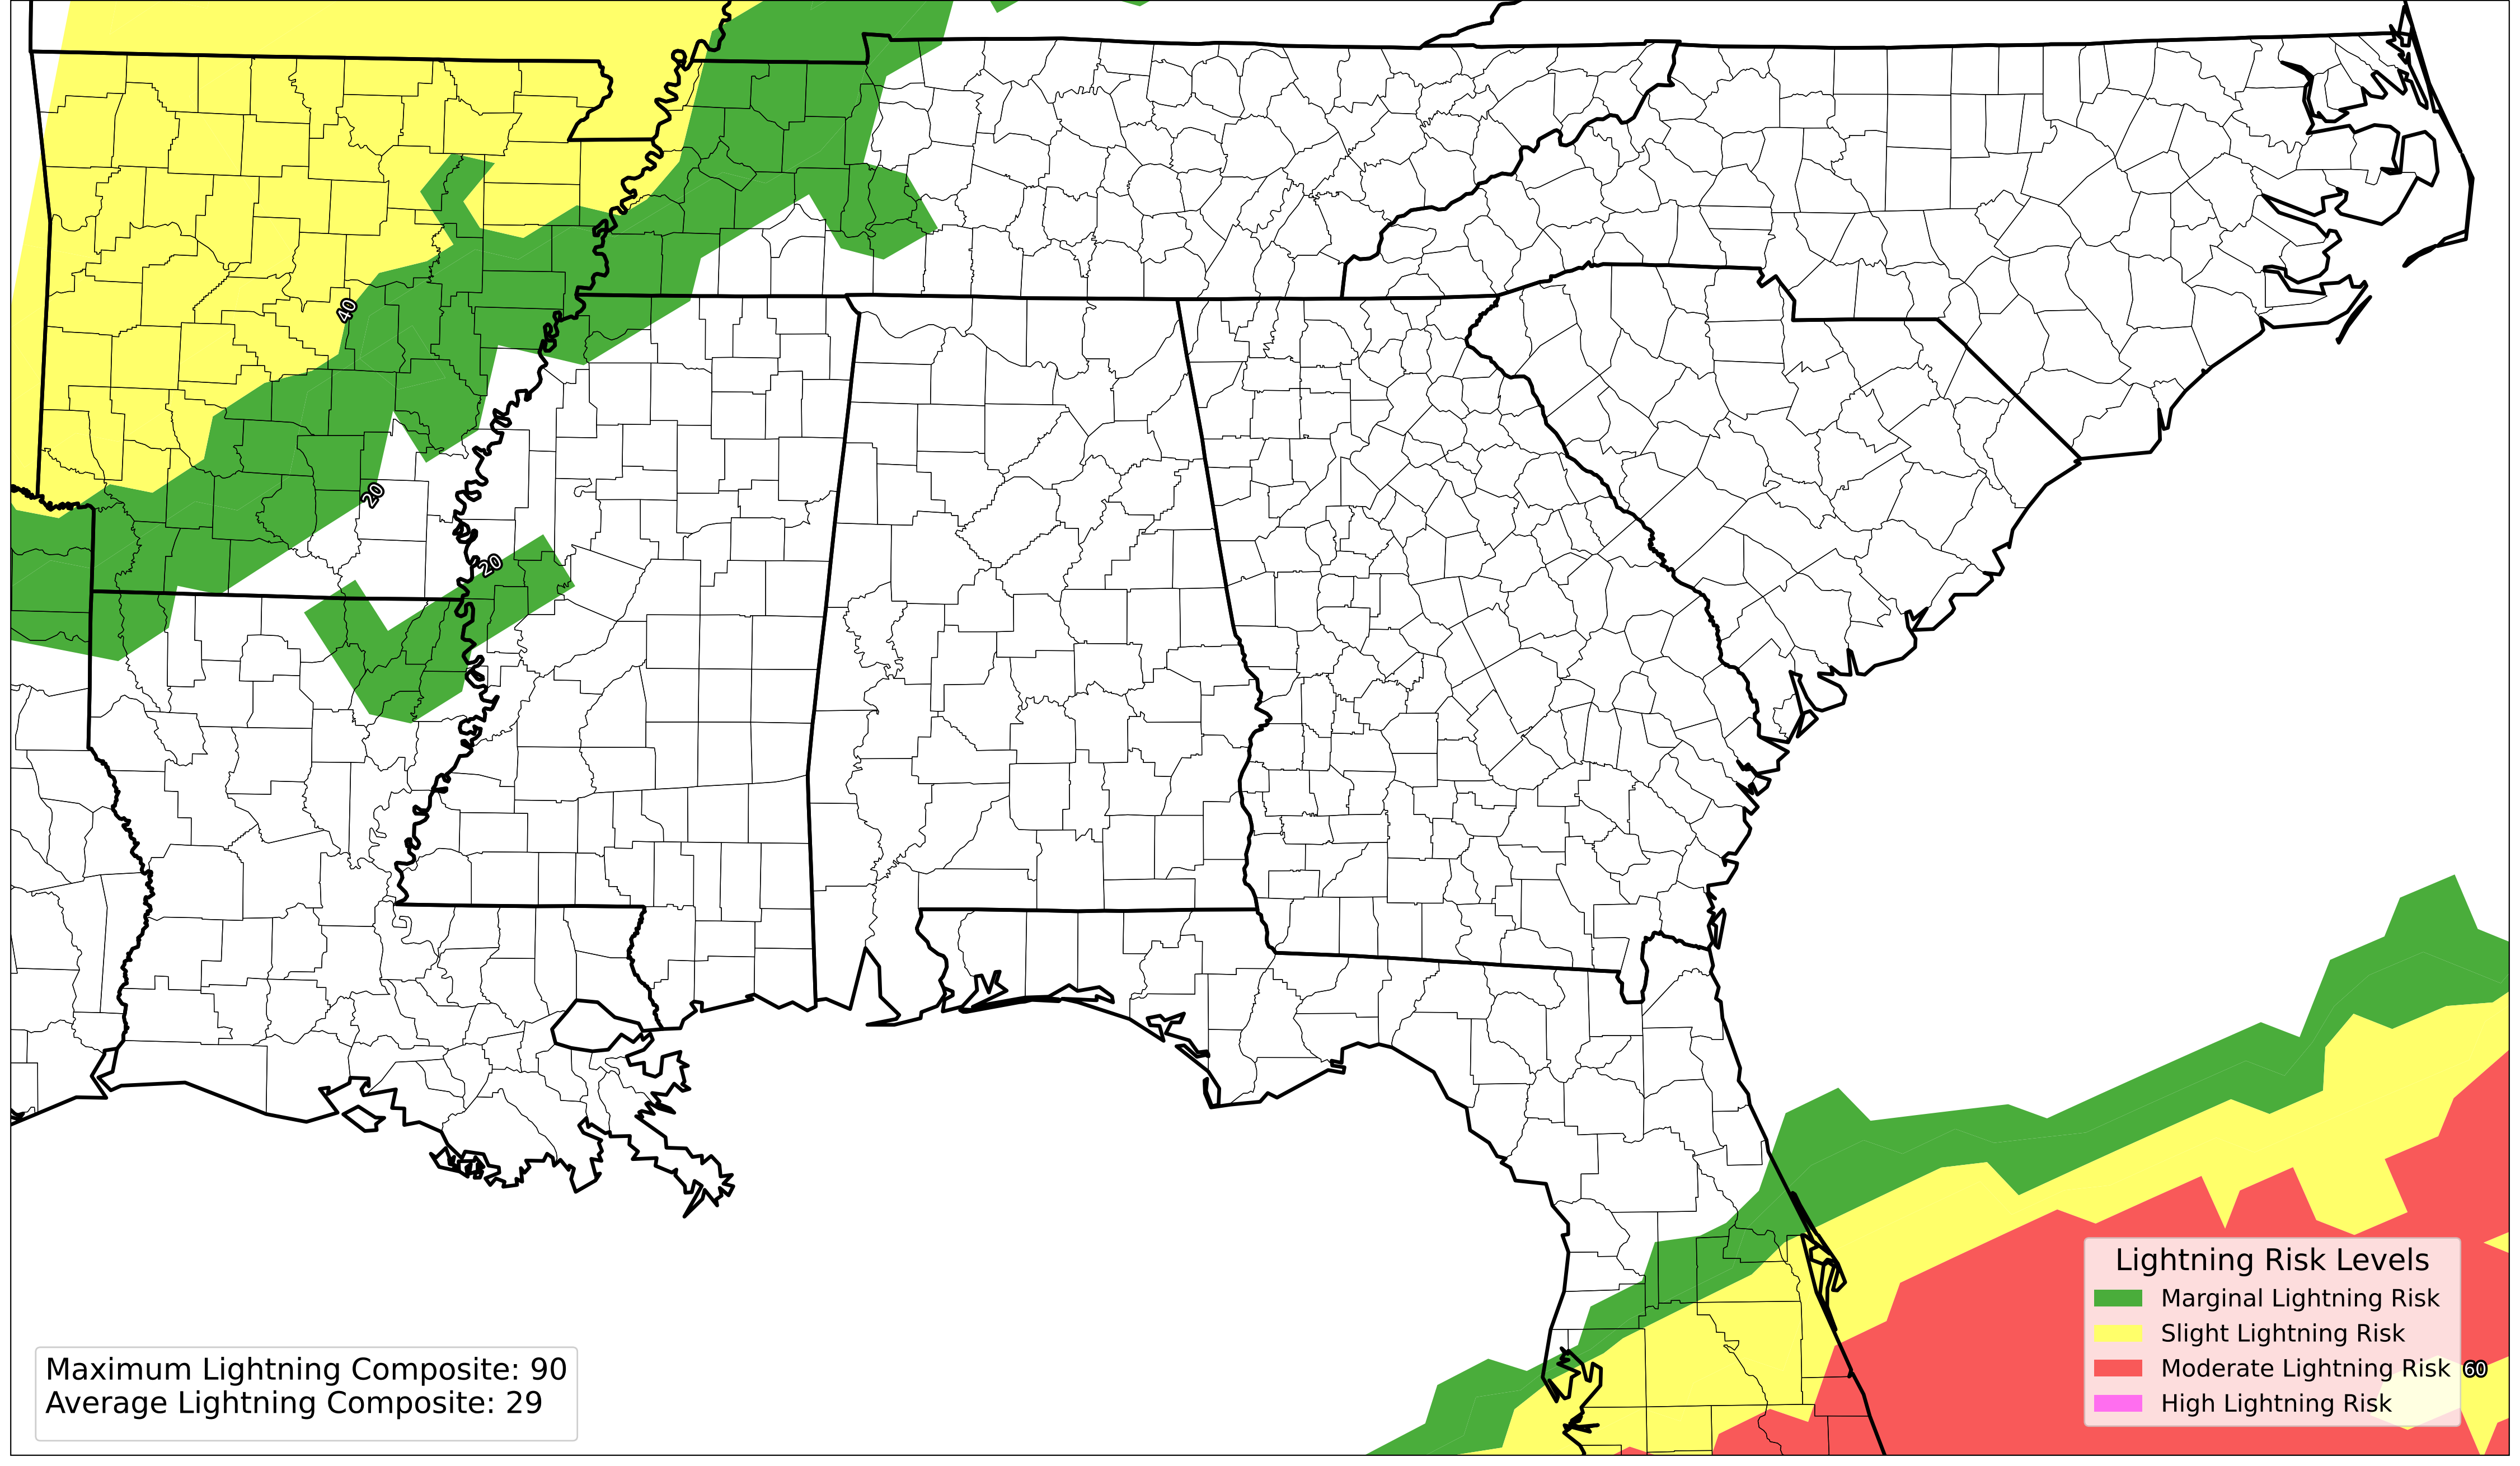 40
20
20
Lightning Risk Levels
Marginal Lightning Risk
Slight Lightning Risk
Moderate Lightning Risk
60
High Lightning Risk
Maximum Lightning Composite: 90
Average Lightning Composite: 29